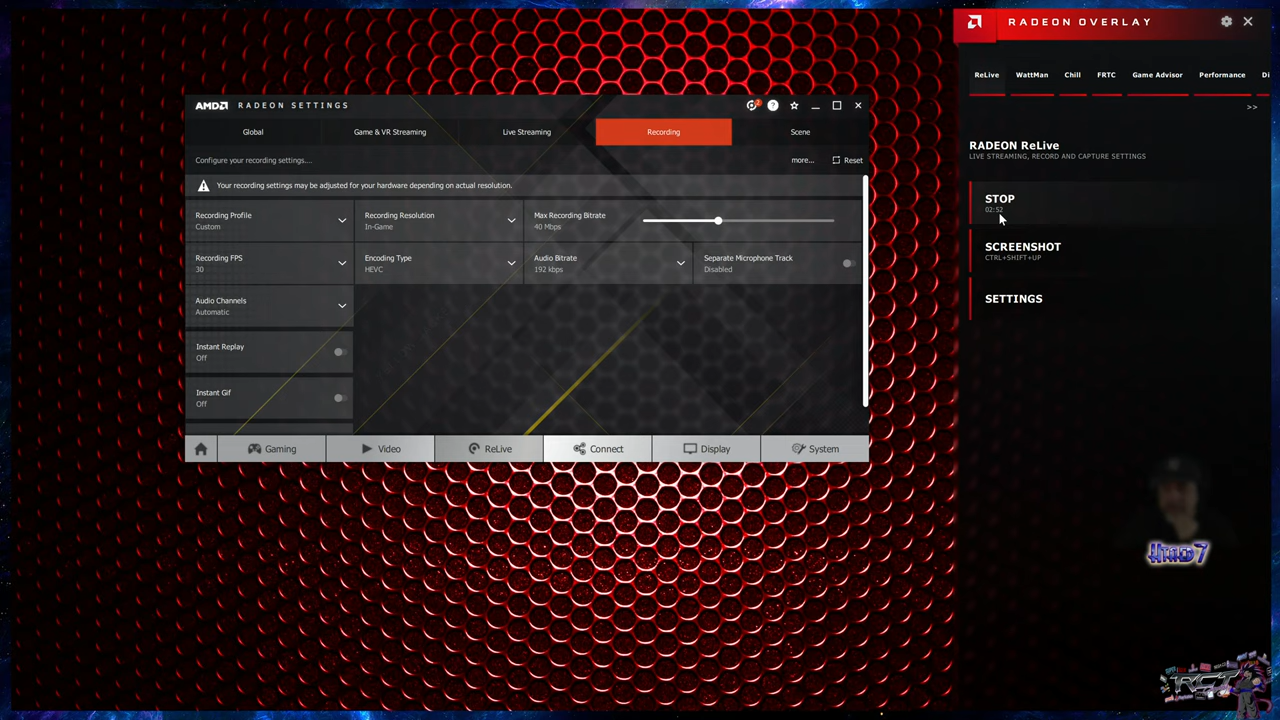 AMD RADEON SETTINGS
2
?
Global
Game & VR Streaming
Live Streaming
Recording
Scene
Configure your recording settings....
more...
Reset
Your recording settings may be adjusted for your hardware depending on actual resolution.
Recording Profile
Custom
Recording Resolution
In-Game
Max Recording Bitrate
40 Mbps
Recording FPS
30
Encoding Type
HEVC
Audio Bitrate
192 kbps
Separate Microphone Track
Disabled
Audio Channels
Automatic
Instant Replay
Off
Instant Gif
Off
Gaming
Video
ReLive
Connect
Display
System
RADEON OVERLAY
ReLive
WattMan
Chill
FRTC
Game Advisor
Performance
Di
>>
RADEON ReLive
LIVE STREAMING, RECORD AND CAPTURE SETTINGS
STOP
02:52
SCREENSHOT
CTRL+SHIFT+UP
SETTINGS